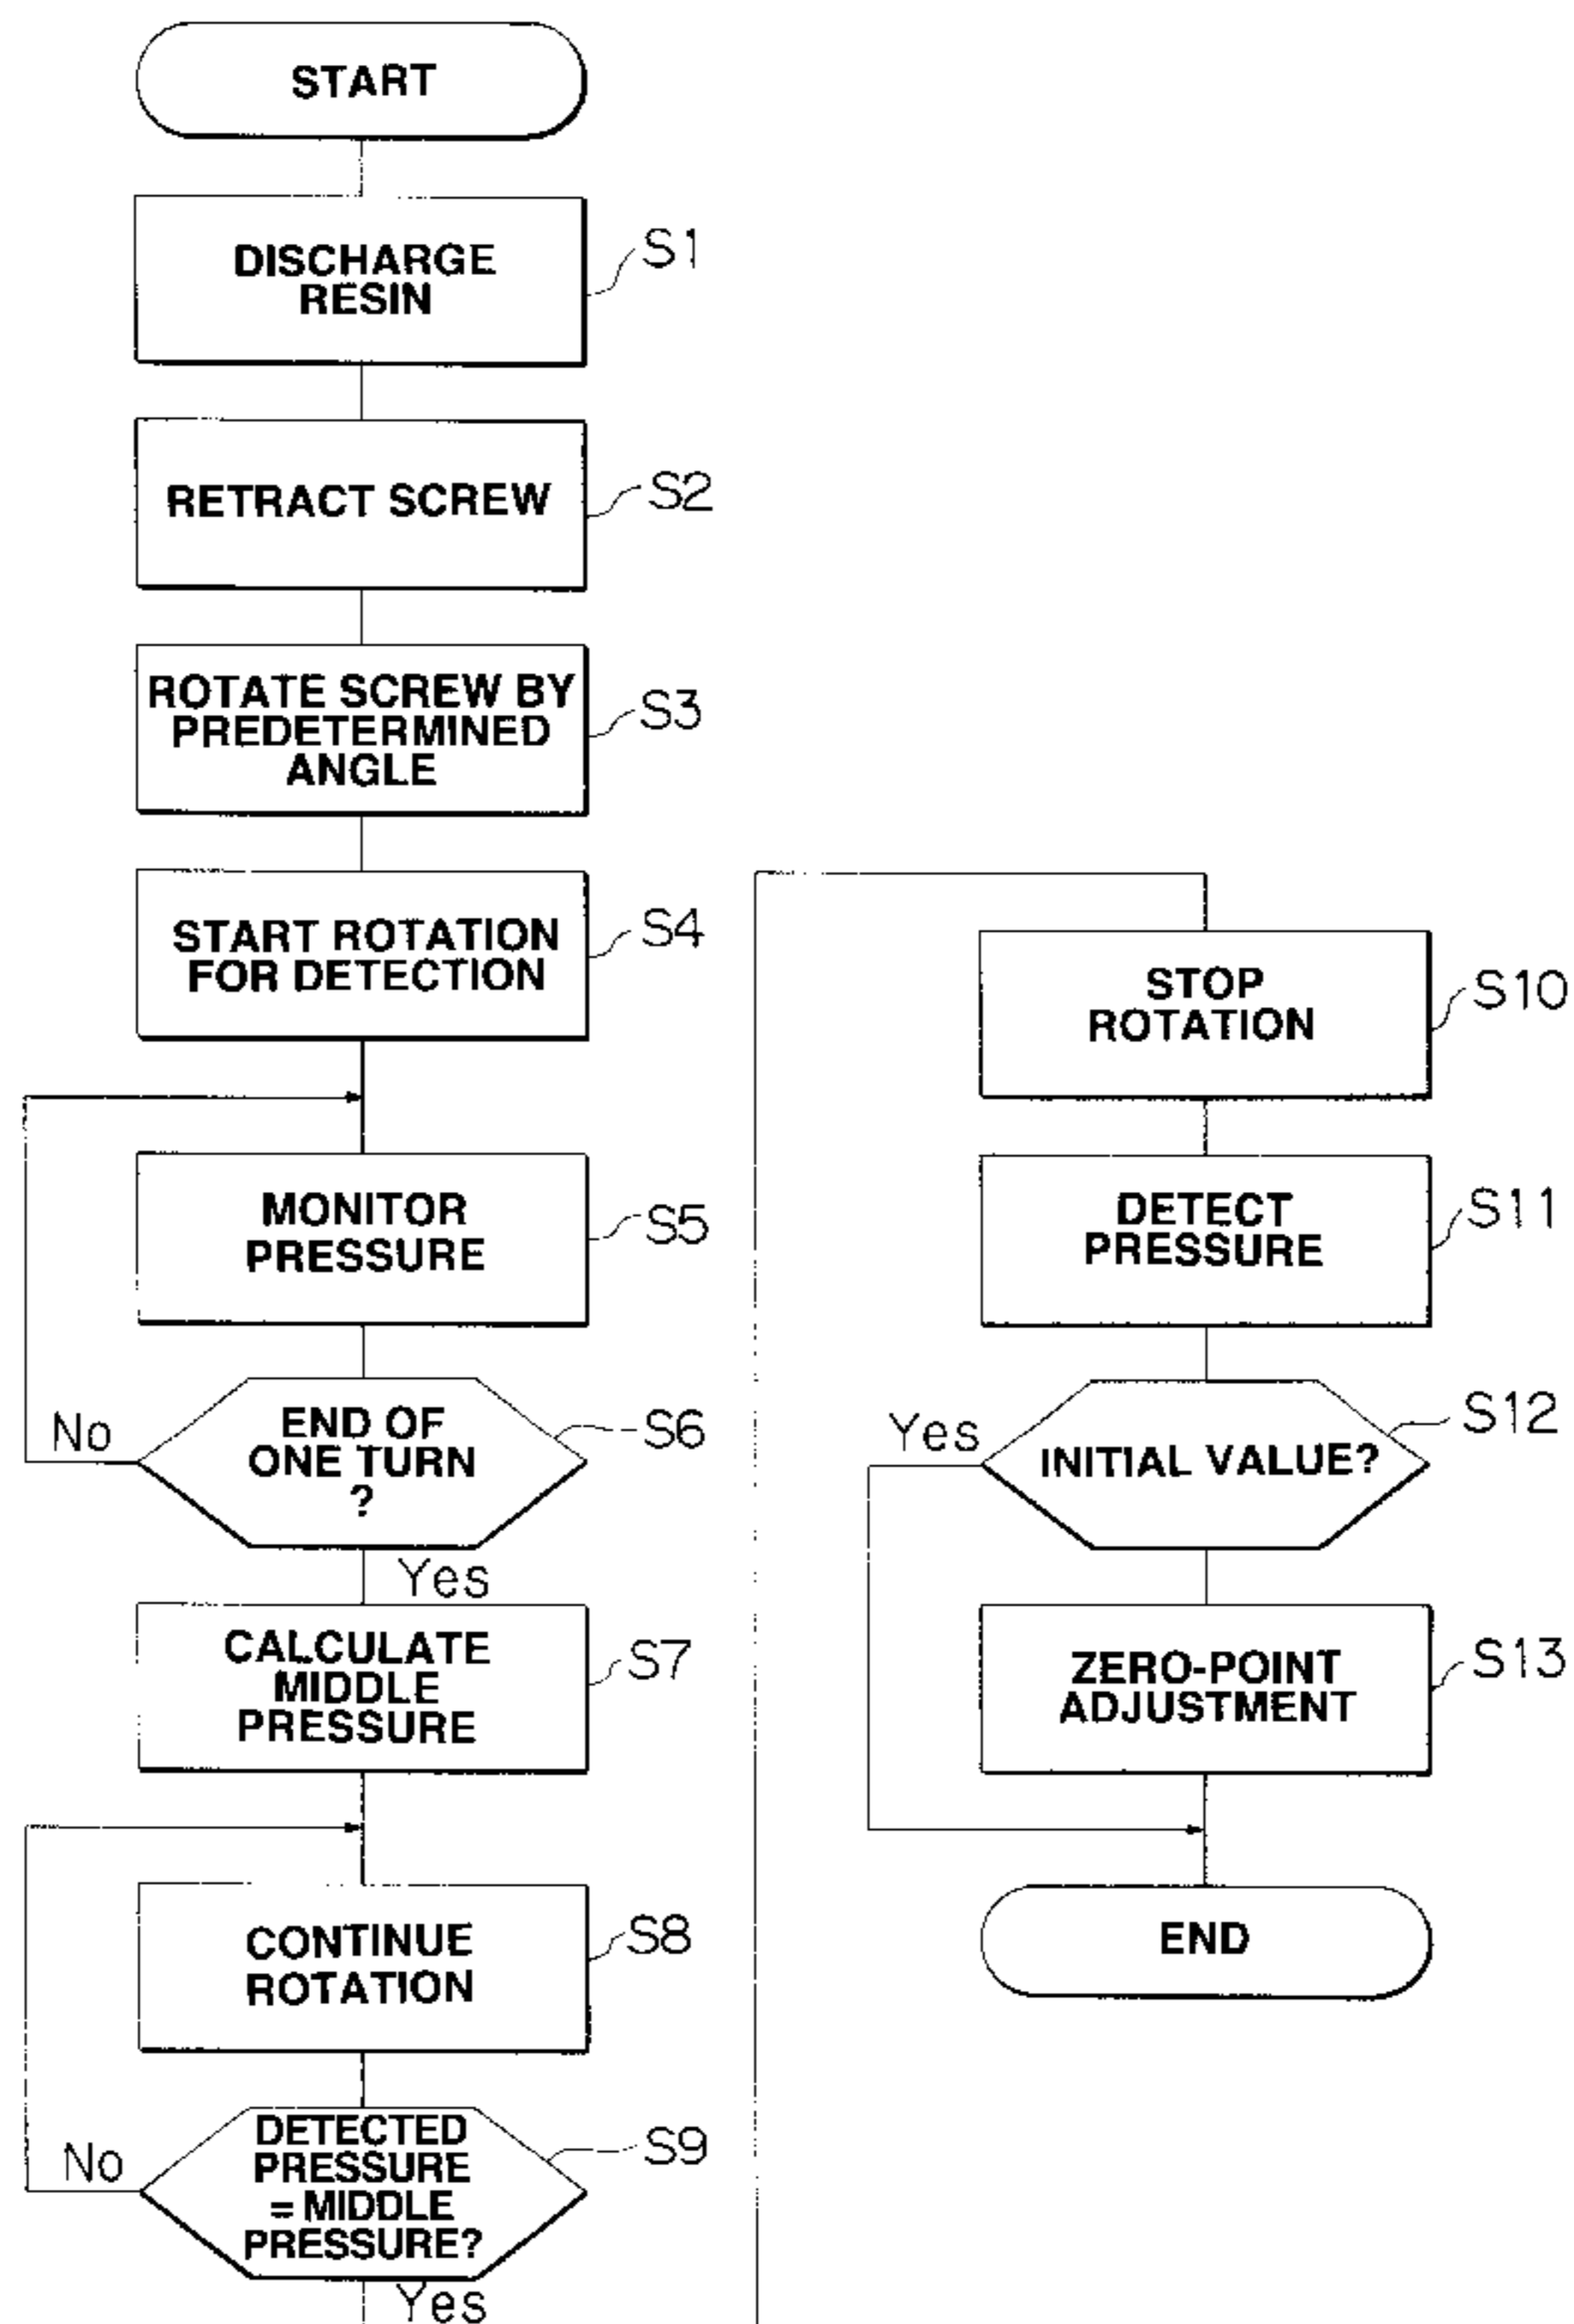 START
DISCHARGE
RESIN
S1
RETRACT SCREW
S2
ROTATE SCREW BY
PREDETERMINED
ANGLE
S3
START ROTATION
FOR DETECTION
S4
MONITOR
PRESSURE
S5
END OF
ONE TURN
?
S6
No
Yes
CALCULATE
MIDDLE
PRESSURE
S7
CONTINUE
ROTATION
S8
DETECTED
PRESSURE
= MIDDLE
PRESSURE?
S9
No
Yes
STOP
ROTATION
S10
DETECT
PRESSURE
S11
INITIAL VALUE?
S12
Yes
ZERO-POINT
ADJUSTMENT
S13
END